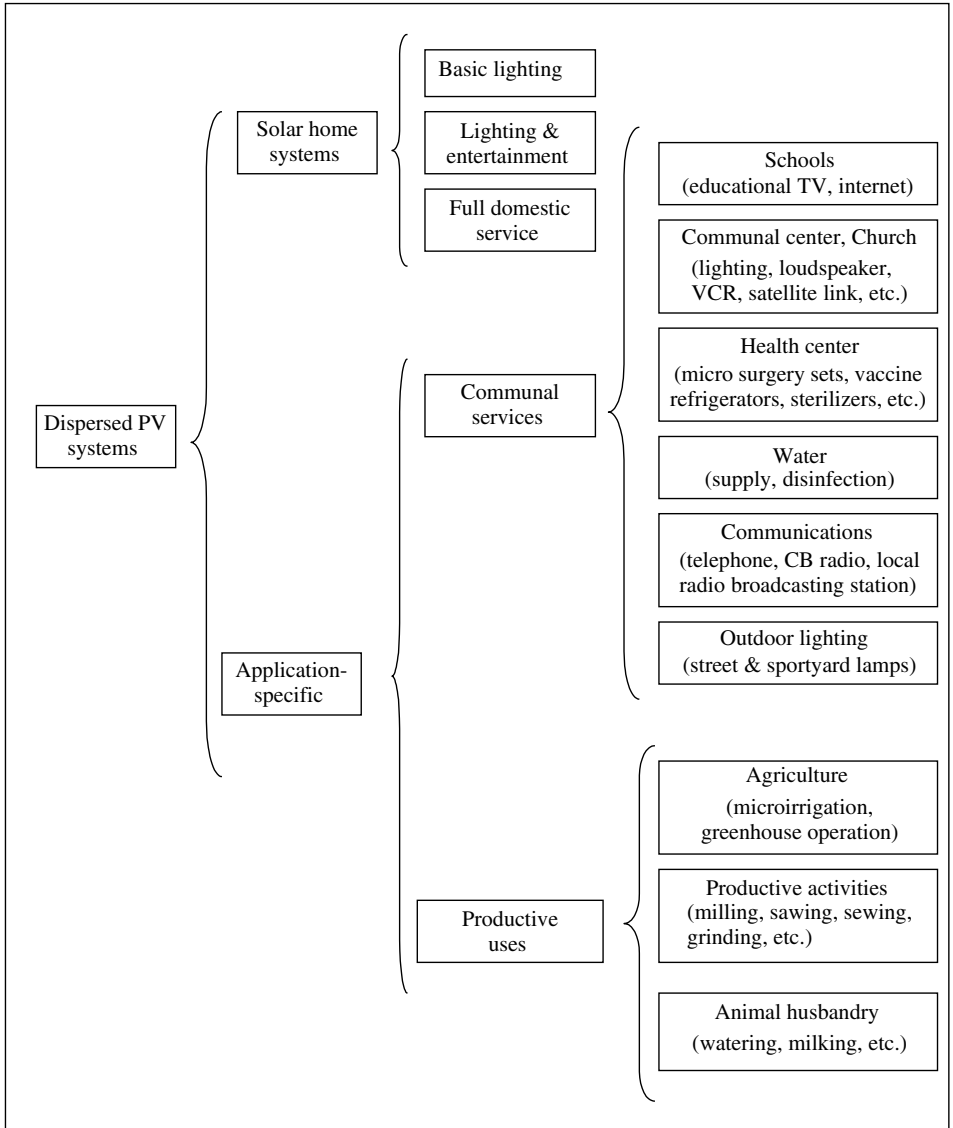 Dispersed PV
systems
Solar home
systems
Basic lighting
Lighting &
entertainment
Full domestic
service
Application-
specific
Communal
services
Schools
(educational TV, internet)
Communal center, Church
(lighting, loudspeaker,
VCR, satellite link, etc.)
Health center
(micro surgery sets, vaccine
refrigerators, sterilizers, etc.)
Water
(supply, disinfection)
Communications
(telephone, CB radio, local
radio broadcasting station)
Outdoor lighting
(street & sportyard lamps)
Productive
uses
Agriculture
(microirrigation,
greenhouse operation)
Productive activities
(milling, sawing, sewing,
grinding, etc.)
Animal husbandry
(watering, milking, etc.)